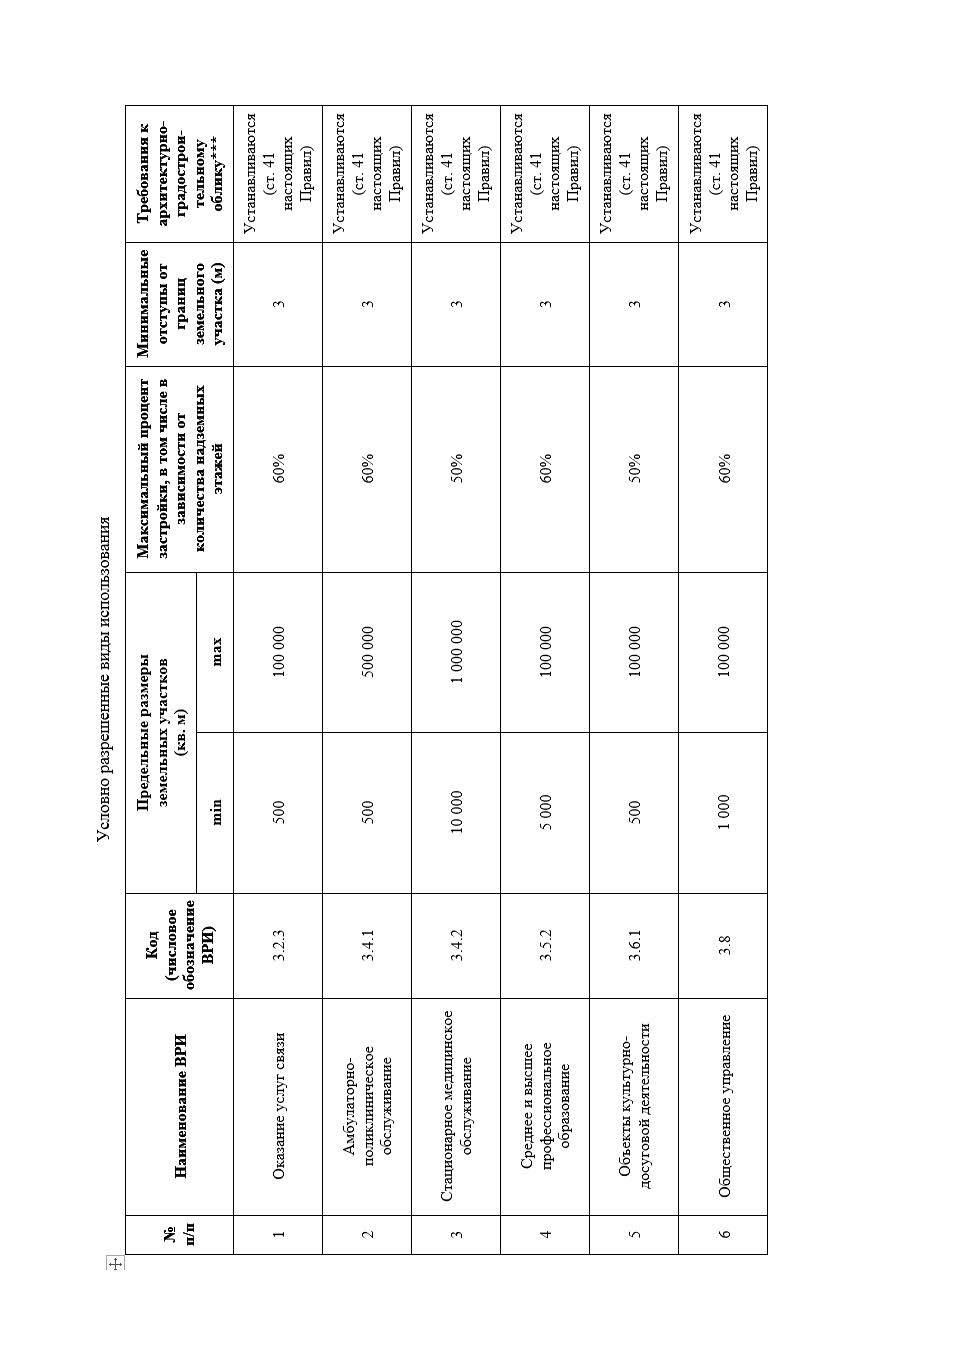 Условно разрешенные виды использования
№
п/п
Наименование ВРИ
Код
(числовое
обозначение
ВРИ)
Предельные размеры
земельных участков
(кв. м)
min
max
Максимальный процент
застройки, в том числе в
зависимости от
количества надземных
этажей
Минимальные
отступы от
границ
земельного
участка (м)
Требования к
архитектурно-
градострои-
тельному
облику***
1
Оказание услуг связи
3.2.3
500
100 000
60%
3
Устанавливаются
(ст. 41
настоящих
Правил)
2
Амбулаторно-
поликлиническое
обслуживание
3.4.1
500
500 000
60%
3
Устанавливаются
(ст. 41
настоящих
Правил)
3
Стационарное медицинское
обслуживание
3.4.2
10 000
1 000 000
50%
3
Устанавливаются
(ст. 41
настоящих
Правил)
4
Среднее и высшее
профессиональное
образование
3.5.2
5 000
100 000
60%
3
Устанавливаются
(ст. 41
настоящих
Правил)
5
Объекты культурно-
досуговой деятельности
3.6.1
500
100 000
50%
3
Устанавливаются
(ст. 41
настоящих
Правил)
6
Общественное управление
3.8
1 000
100 000
60%
3
Устанавливаются
(ст. 41
настоящих
Правил)